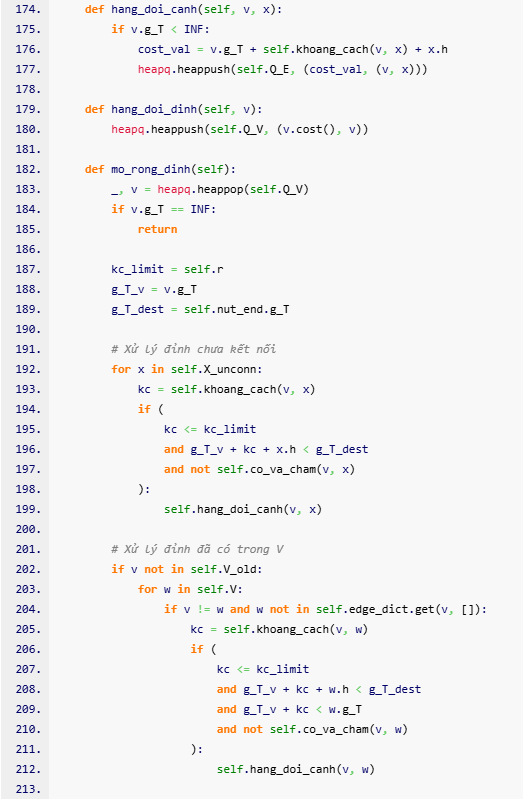 174. def hang_doi_canh(self, v, x):
175. if v.g_T < INF:
176. cost_val = v.g_T + self.khoang_cach(v, x) + x.h
177. heapq.heappush(self.Q_E, (cost_val, (v, x)))
178.
179. def hang_doi_dinh(self, v):
180. heapq.heappush(self.Q_V, (v.cost(), v))
181.
182. def mo_rong_dinh(self):
183. _, v = heapq.heappop(self.Q_V)
184. if v.g_T == INF:
185. return
186.
187. kc_limit = self.r
188. g_T_v = v.g_T
189. g_T_dest = self.nut_end.g_T
190.
191. # Xử lý đỉnh chưa kết nối
192. for x in self.X_unconn:
193. kc = self.khoang_cach(v, x)
194. if (
195. kc <= kc_limit
196. and g_T_v + kc + x.h < g_T_dest
197. and not self.co_va_cham(v, x)
198. ):
199. self.hang_doi_canh(v, x)
200.
201. # Xử lý đỉnh đã có trong V
202. if v not in self.V_old:
203. for w in self.V:
204. if v != w and w not in self.edge_dict.get(v, []):
205. kc = self.khoang_cach(v, w)
206. if (
207. kc <= kc_limit
208. and g_T_v + kc + w.h < g_T_dest
209. and g_T_v + kc < w.g_T
210. and not self.co_va_cham(v, w)
211. ):
212. self.hang_doi_canh(v, w)
213.